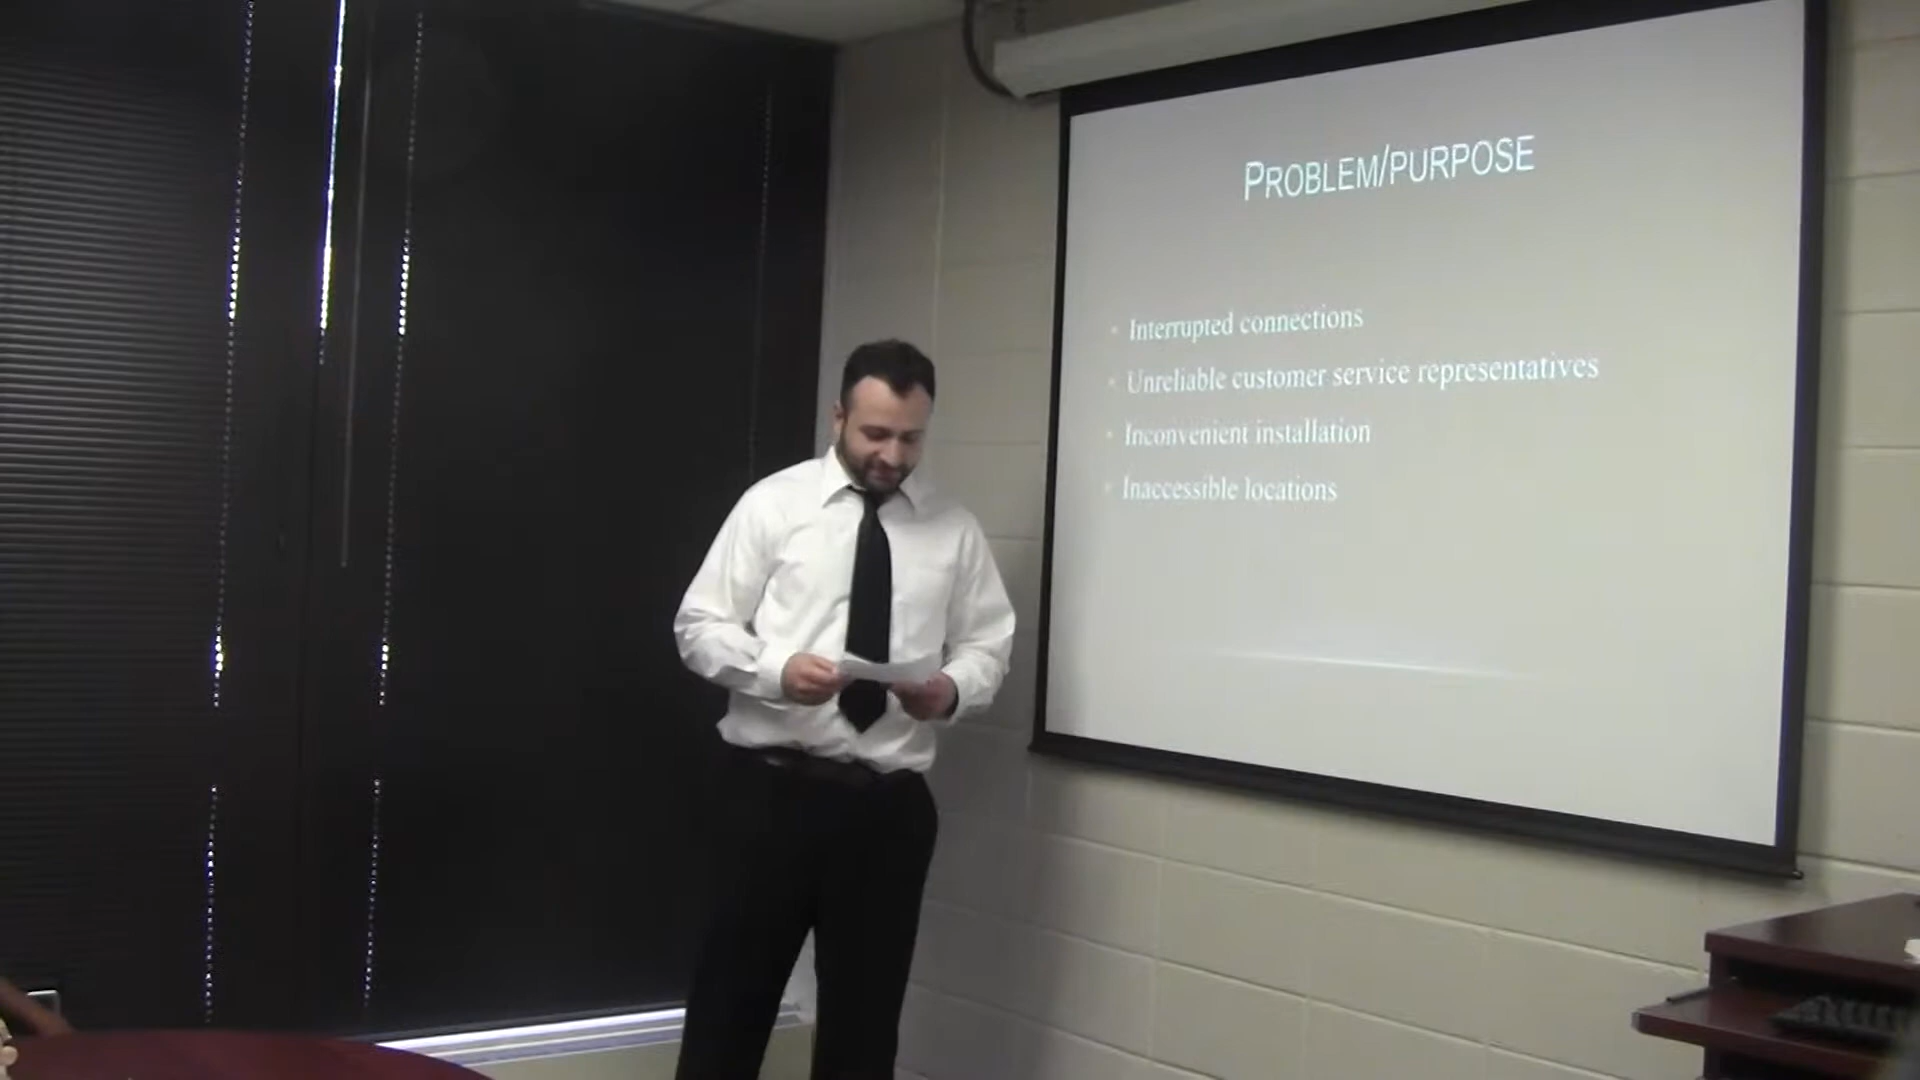 PROBLEM/PURPOSE
• Interrupted connections
• Unreliable customer service representatives
• Inconvenient installation
• Inaccessible locations